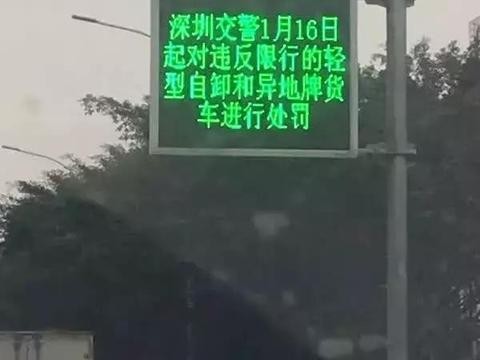 深圳交警1月16日
起对违反限行的轻
型自卸和异地牌货
车进行处罚